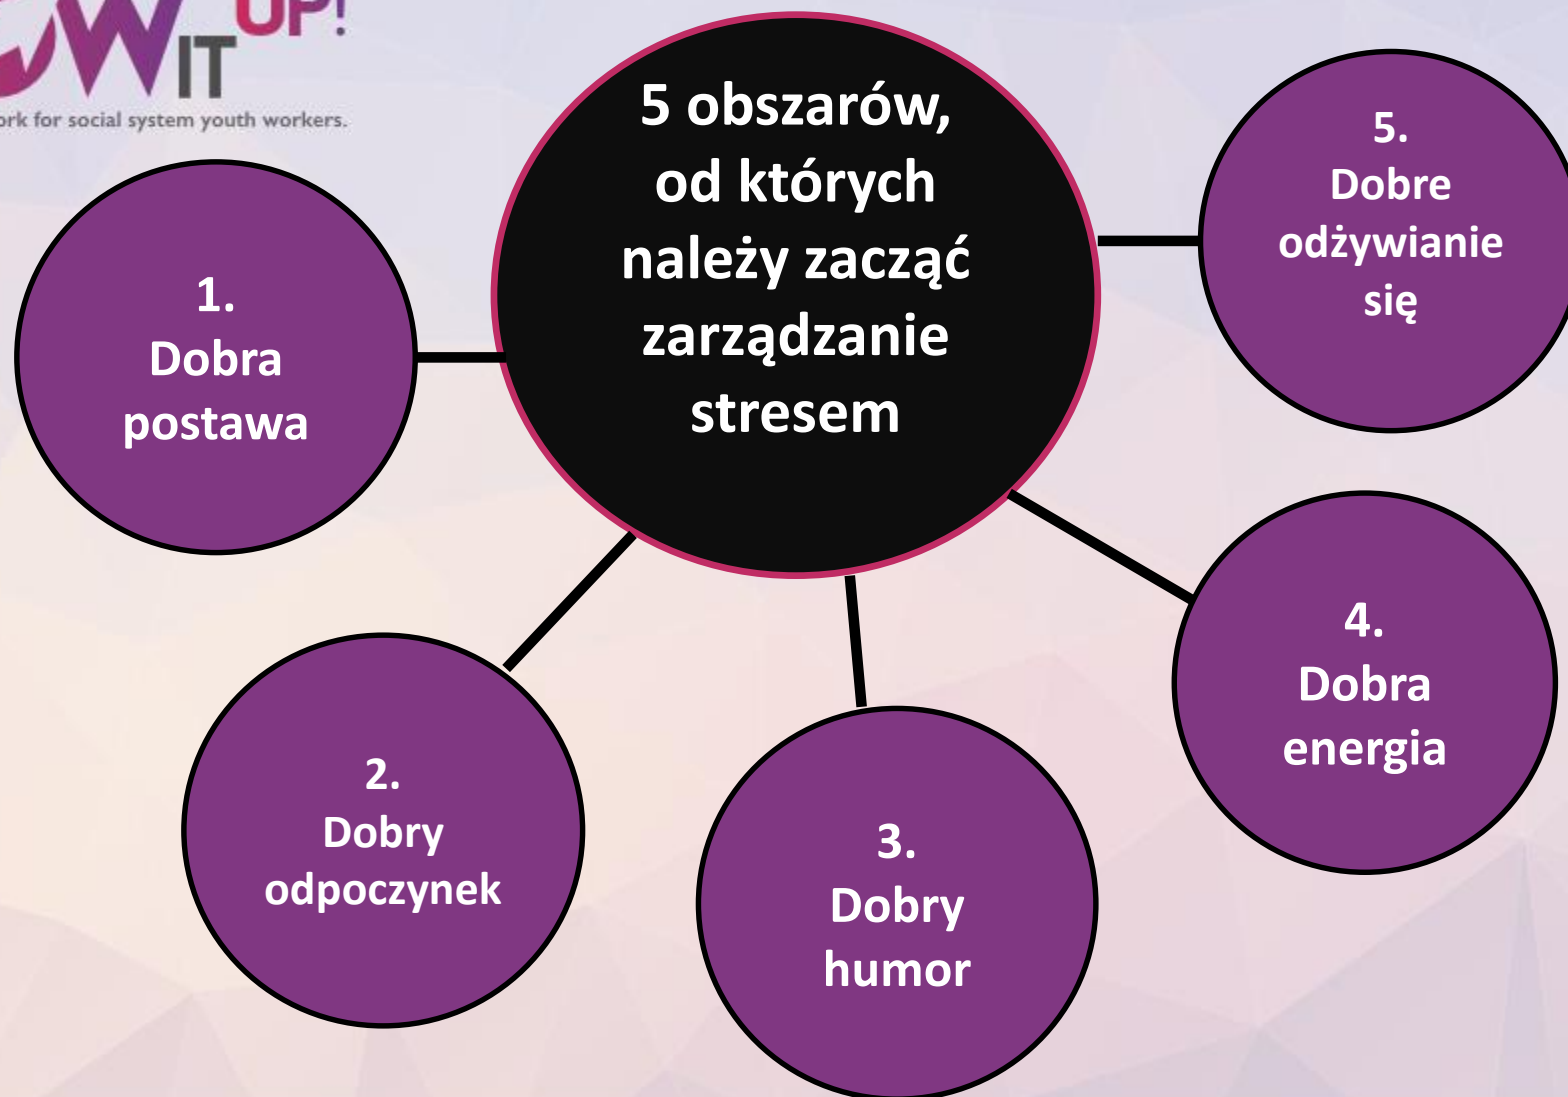 UP!
IT
for social system youth workers.
5 obszarów,
od których
należy zacząć
zarządzanie
stresem
1.
Dobra
postawa
2.
Dobry
odpoczynek
3.
Dobry
humor
4.
Dobra
energia
5.
Dobre
odżywianie
się